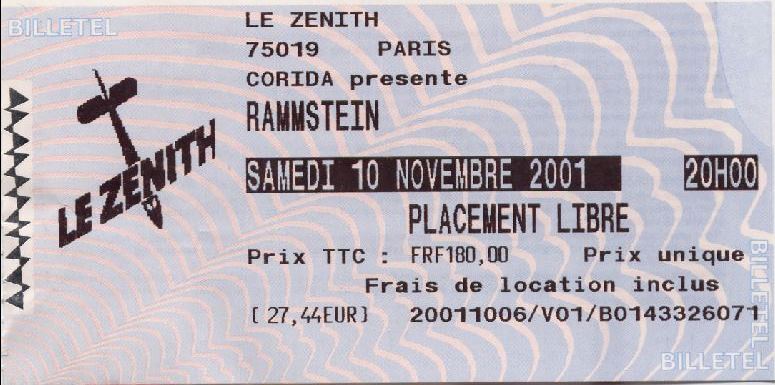 BILLETEL
LE ZENITH
75019 PARIS
CORIDA presente
RAMMSTEIN
LE ZENITH
SAMEDI 10 NOVEMBRE 2001 20H00
PLACEMENT LIBRE
Prix TTC : FRF180,00 Prix unique
Frais de location inclus
[ 27,44EUR] 20011006/V01/B0143326071
BILLETEL
BILLETEL